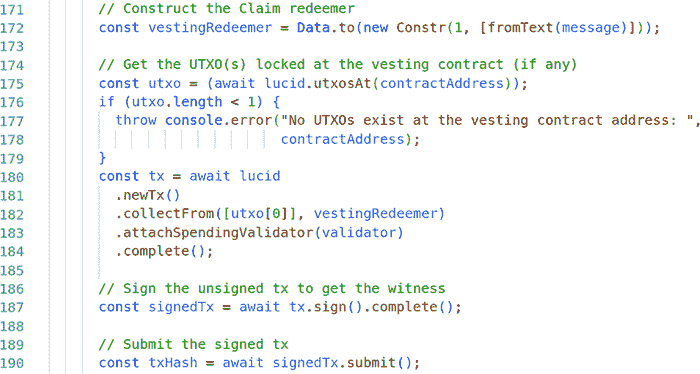 171 // Construct the Claim redeemer
172 const vestingRedeemer = Data.to(new Constr(1, [fromText(message)]));
173
174 // Get the UTXO(s) locked at the vesting contract (if any)
175 const utxo = (await lucid.utxosAt(contractAddress));
176 if (utxo.length < 1) {
177 throw console.error("No UTXOs exist at the vesting contract address: ",
178 contractAddress);
179 }
180 const tx = await lucid
181 .newTx()
182 .collectFrom([utxo[0]], vestingRedeemer)
183 .attachSpendingValidator(validator)
184 .complete();
185
186 // Sign the unsigned tx to get the witness
187 const signedTx = await tx.sign().complete();
188
189 // Submit the signed tx
190 const txHash = await signedTx.submit();